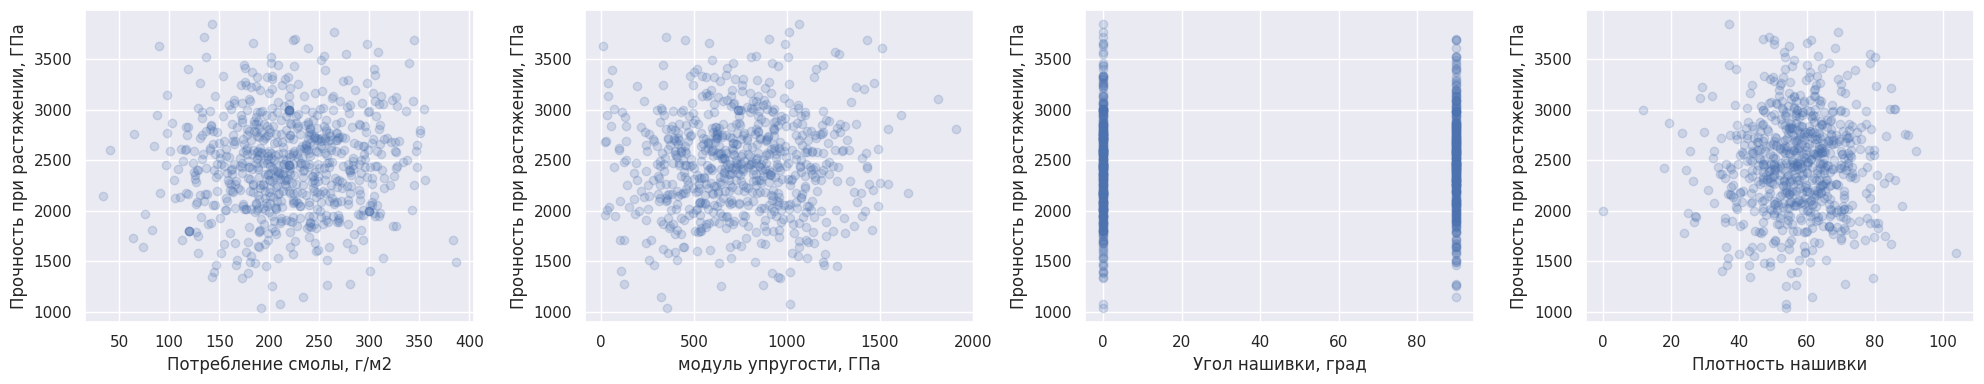 Прочность при растяжении, ГПа
3500
3000
2500
2000
1500
1000
50 100 150 200 250 300 350 400
Потребление смолы, г/м2
Прочность при растяжении, ГПа
3500
3000
2500
2000
1500
1000
0 500 1000 1500 2000
модуль упругости, ГПа
Прочность при растяжении, ГПа
3500
3000
2500
2000
1500
1000
0 20 40 60 80
Угол нашивки, град
Прочность при растяжении, ГПа
3500
3000
2500
2000
1500
1000
0 20 40 60 80 100
Плотность нашивки